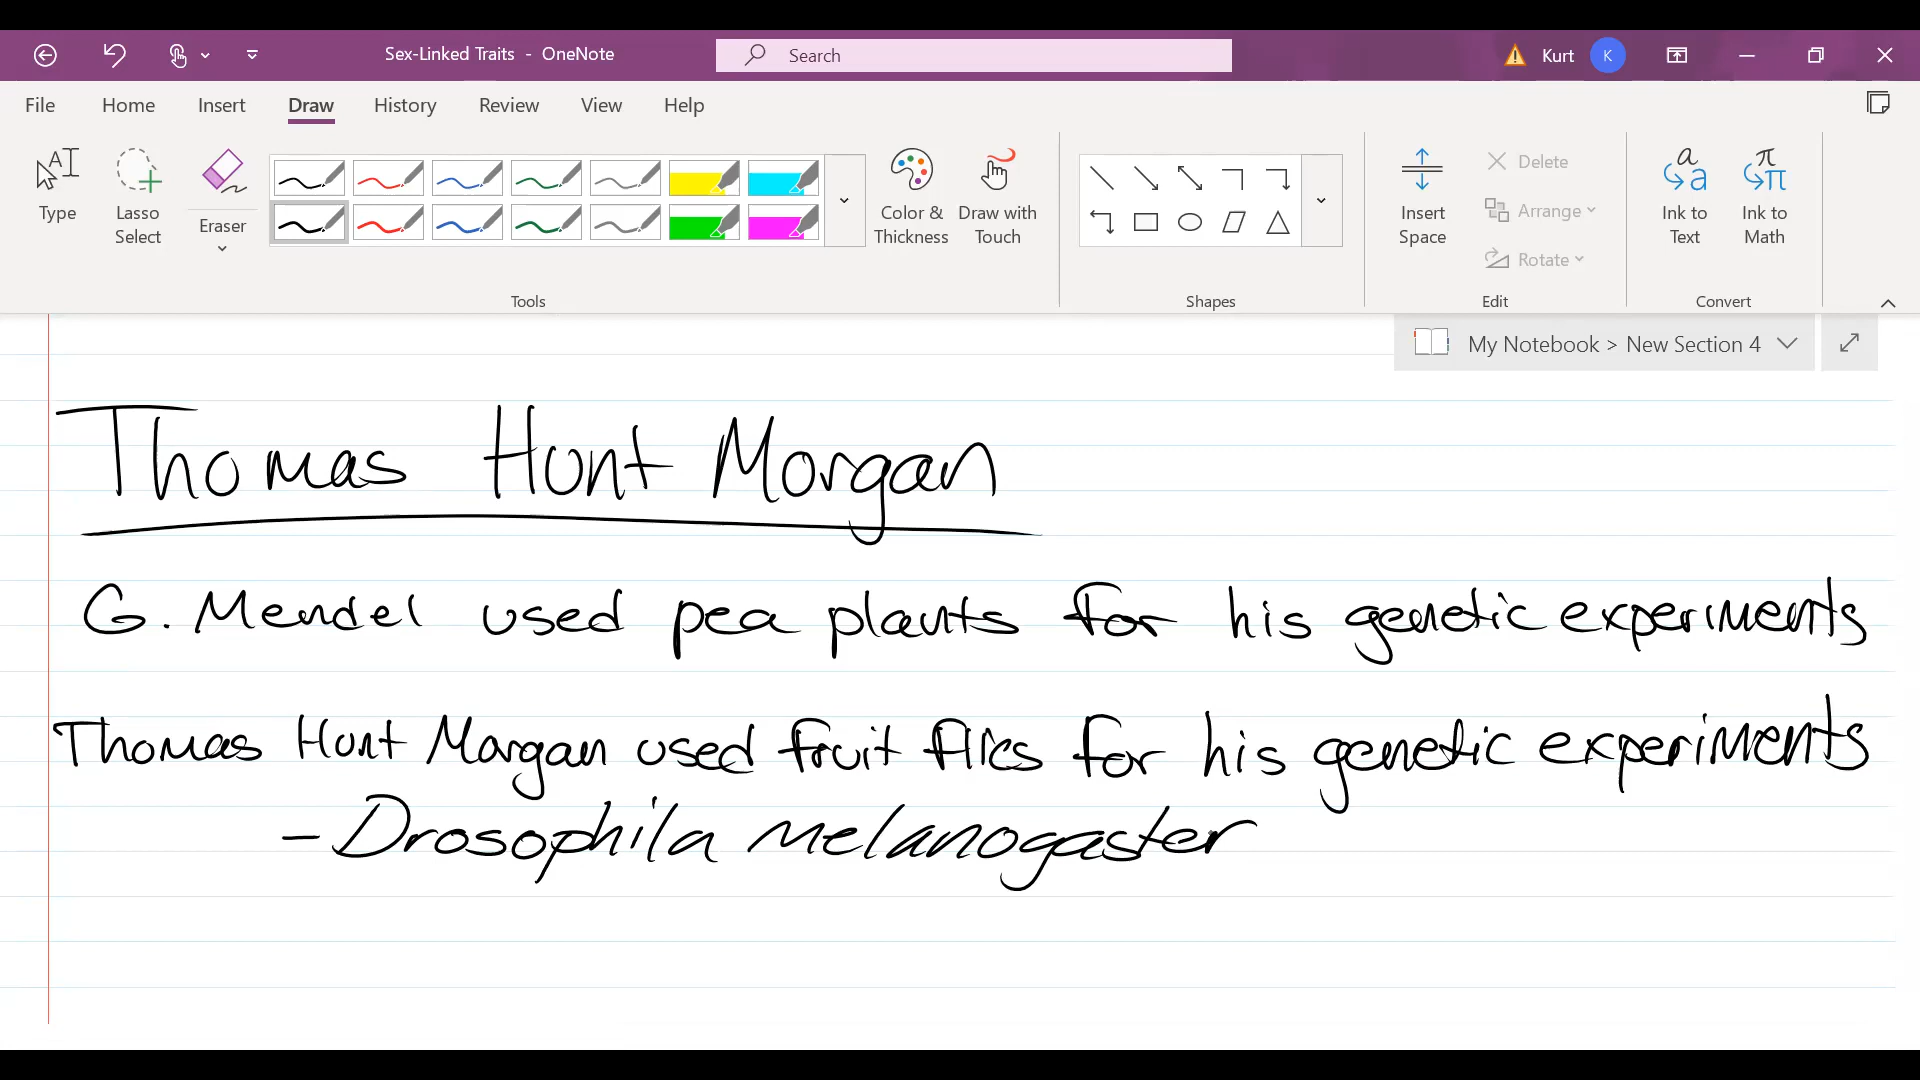 Sex-Linked Traits - OneNote
Search
Kurt
K
File Home Insert Draw History Review View Help
Type
Lasso Select
Eraser
Color & Thickness
Draw with Touch
Insert Space
Delete
Arrange
Rotate
a
a
Ink to Text
π
π
Ink to Math
Tools
Shapes
Edit
Convert
My Notebook > New Section 4
Thomas Hunt Morgan
G. Mendel used pea plants for his genetic experiments
Thomas Hunt Morgan used fruit flies for his genetic experiments
- Drosophila melanogaster